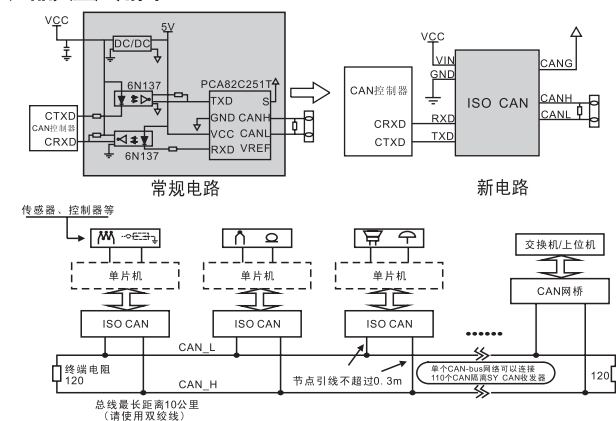 VCC
5V
DC/DC
6N137
PCA82C251T
TXD
S
GND
CANH
VCC
CANL
RXD
VREF
CTXD
CAN控制器
CRXD
6N137
常规电路
VCC
VIN
GND
CANG
CAN控制器
ISO CAN
CANH
CANL
CRXD
RXD
CTXD
TXD
新电路
传感器、控制器等
单片机
单片机
单片机
交换机/上位机
CAN网桥
ISO CAN
ISO CAN
ISO CAN
CAN_L
终端电阻
120
节点引线不超过0.3m
单个CAN-bus网络可以连接
110个CAN隔离SY CAN收发器
120
CAN_H
总线最长距离10公里
(请使用双绞线)